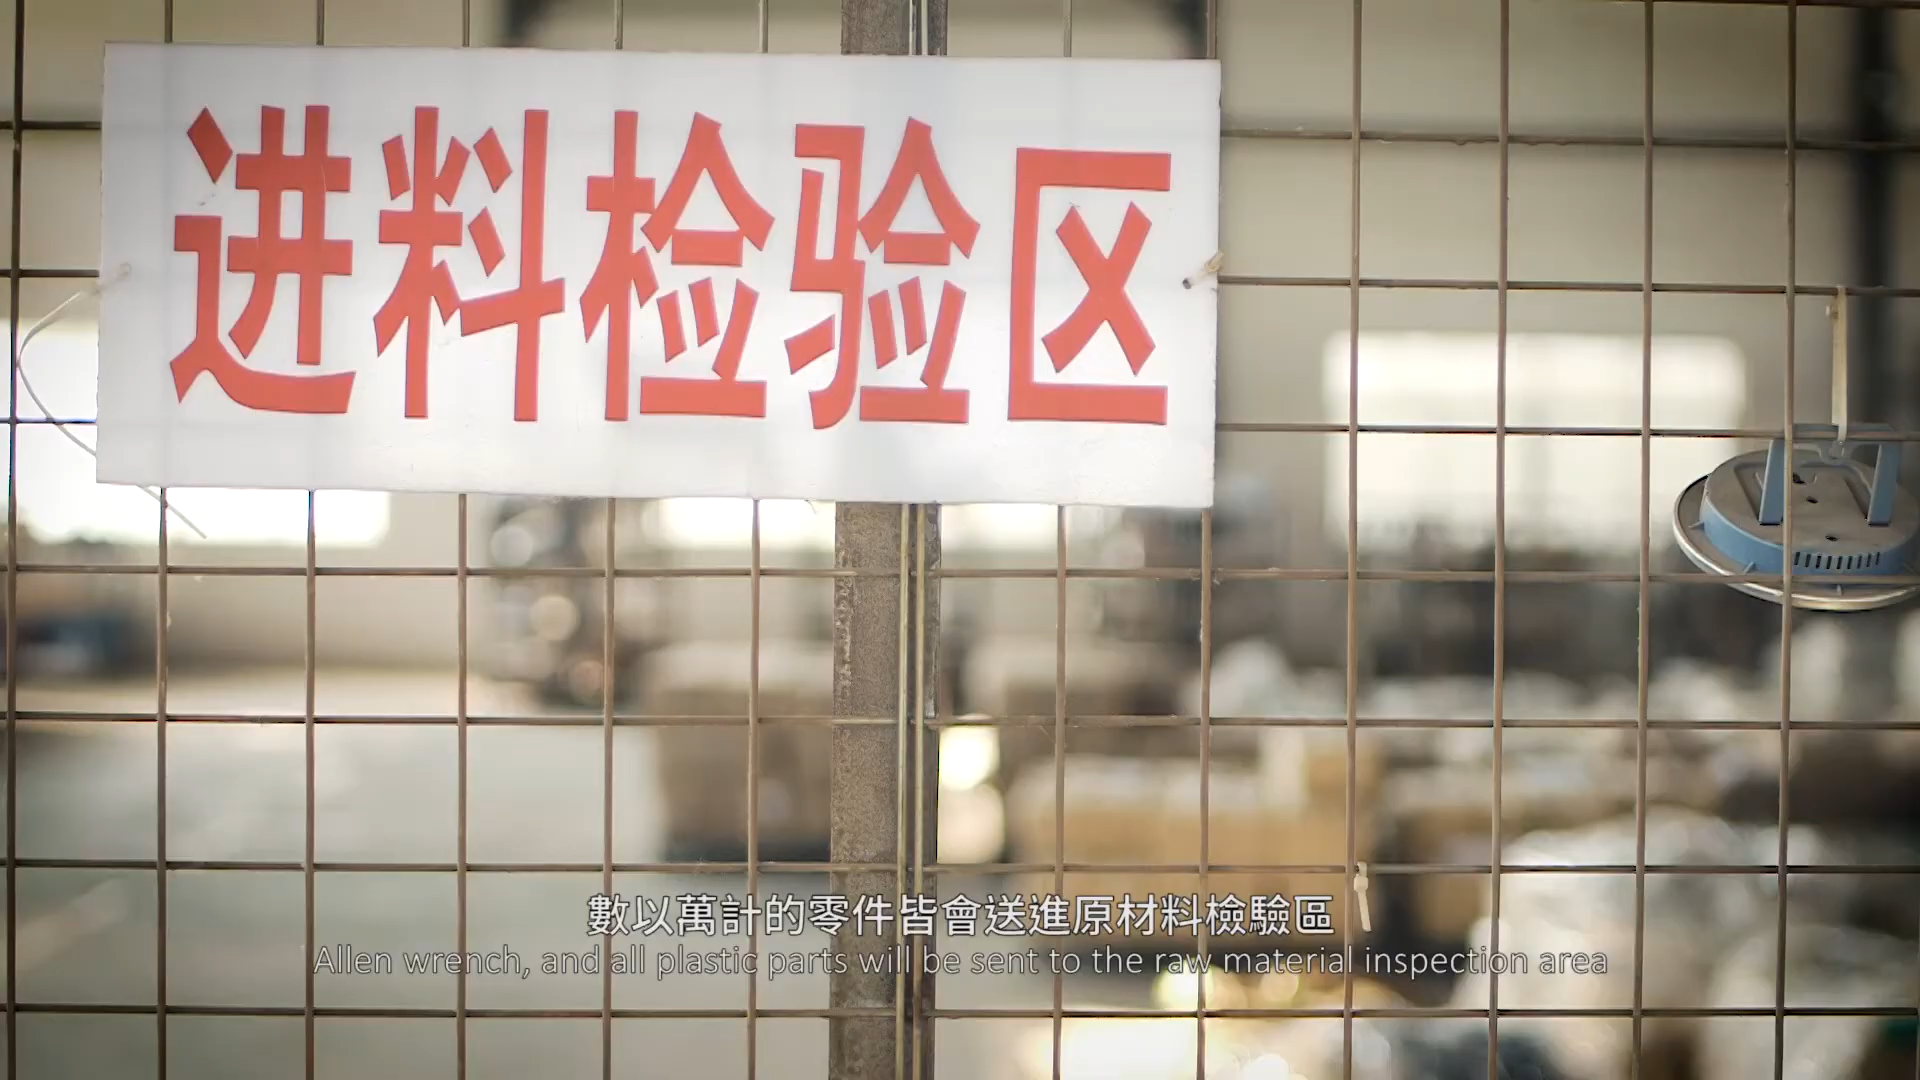 进料检验区
數以萬計的零件皆會送進原材料檢驗區
Allen wrench, and all plastic parts will be sent to the raw material inspection area